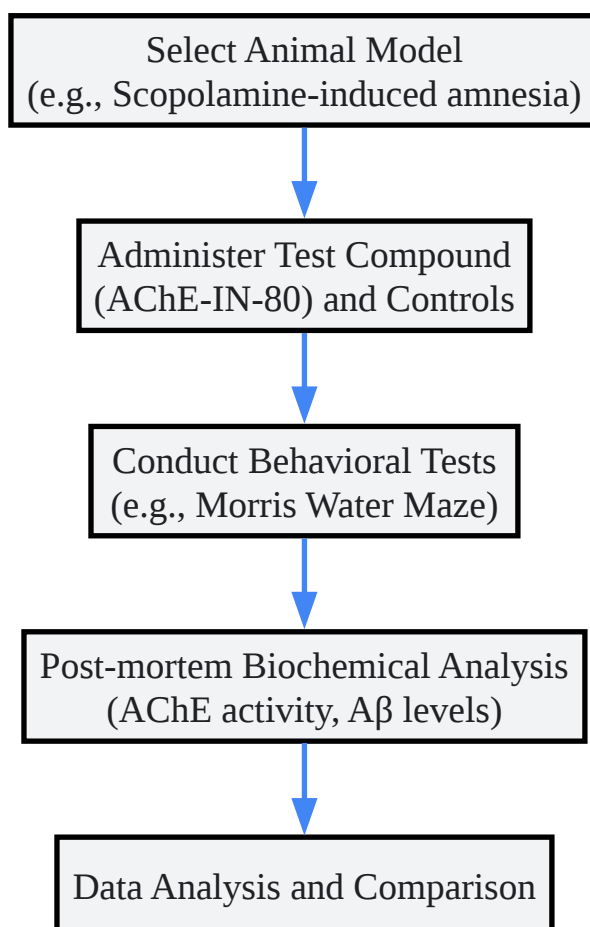 Select Animal Model
(e.g., Scopolamine-induced amnesia)
Administer Test Compound
(AChE-IN-80) and Controls
Conduct Behavioral Tests
(e.g., Morris Water Maze)
Post-mortem Biochemical Analysis
(AChE activity, Aβ levels)
Data Analysis and Comparison